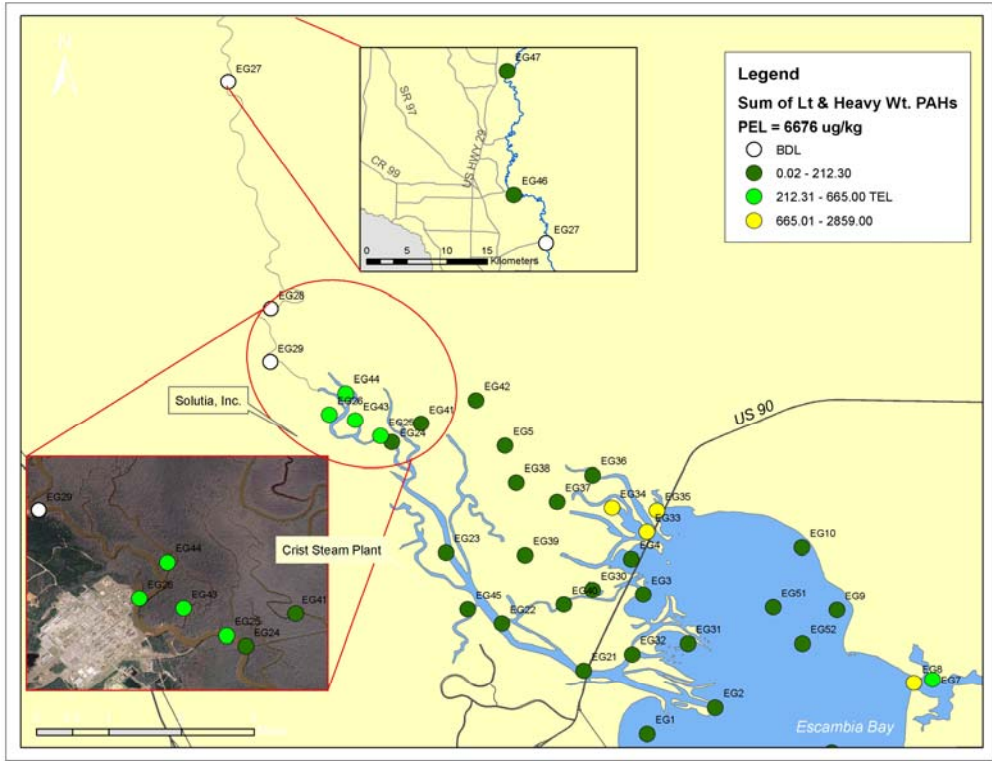 N
EG27
EG47
SR 97
US HWY 29
CR 99
EG46
EG27
0 5 10 15
Kilometers
Legend
Sum of Lt & Heavy Wt. PAHs
PEL = 6676 ug/kg
BDL
0.02 - 212.30
212.31 - 665.00 TEL
665.01 - 2859.00
EG28
EG29
EG44
EG26
EG43
EG25
EG24
EG41
EG42
Solutia, Inc.
US 90
EG5
EG38
EG37
EG36
EG34
EG35
EG33
EG4
EG10
EG23
EG39
EG30
EG40
EG3
EG45
EG22
EG51
EG9
EG32
EG31
EG52
EG21
EG8
EG7
EG2
EG1
Escambia Bay
EG29
Crist Steam Plant
EG44
EG26
EG43
EG41
EG25
EG24